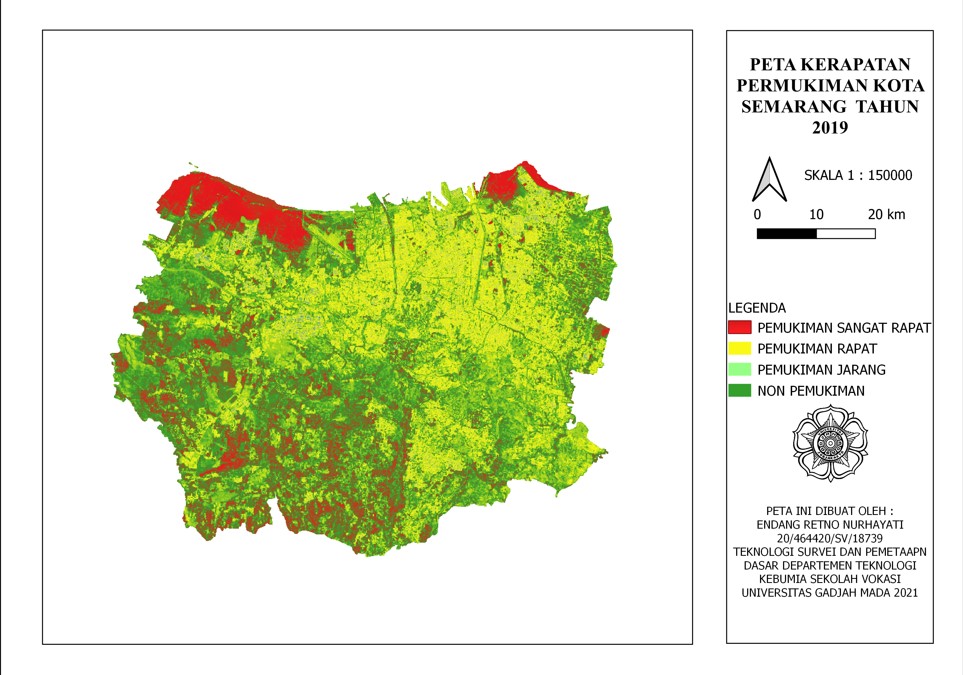 PETA KERAPATAN
PERMUKIMAN KOTA
SEMARANG TAHUN
2019
SKALA 1 : 150000
0 10 20 km
LEGENDA
PEMUKIMAN SANGAT RAPAT
PEMUKIMAN RAPAT
PEMUKIMAN JARANG
NON PEMUKIMAN
PETA INI DIBUAT OLEH :
ENDANG RETNO NURHAYATI
20/464420/SV/18739
TEKNOLOGI SURVEI DAN PEMETAAPN
DASAR DEPARTEMEN TEKNOLOGI
KEBUMIA SEKOLAH VOKASI
UNIVERSITAS GADJAH MADA 2021